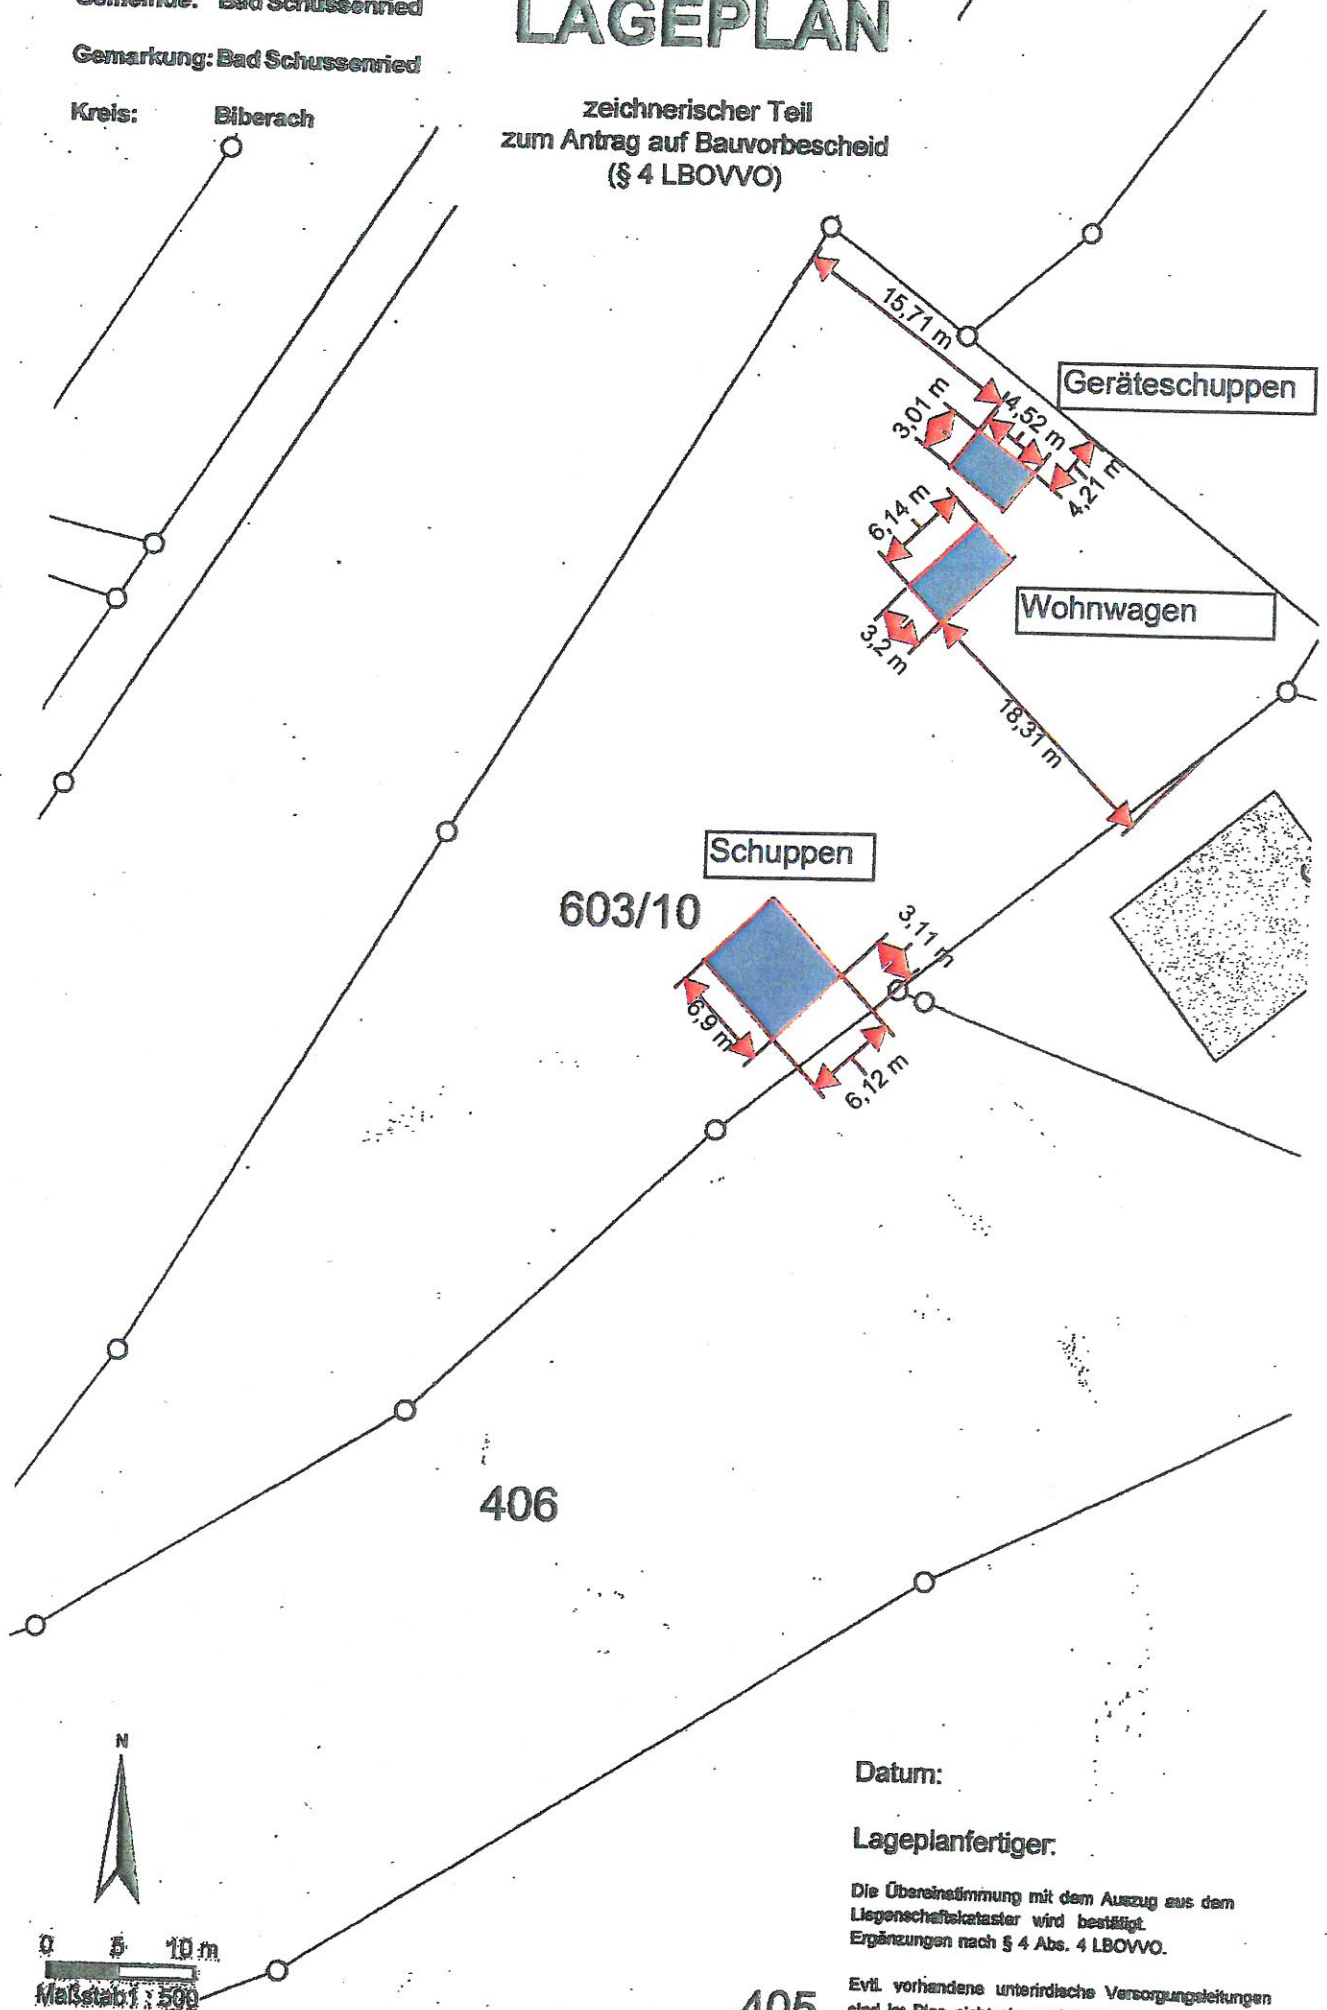 Gemeinde: Bad Schussenried
LAGEPLAN
Gemarkung: Bad Schussenried
Kreis: Biberach
zeichnerischer Teil
zum Antrag auf Bauvorbescheid
(§ 4 LBOVVO)
15,71 m
Geräteschuppen
3,01 m
4,52 m
4,21 m
6,14 m
Wohnwagen
3,2 m
18,31 m
Schuppen
603/10
3,11 m
6,9 m
6,12 m
406
N
Datum:
Lageplanfertiger:
Die Übereinstimmung mit dem Auszug aus dem
Liegenschaftskataster wird bestätigt.
Ergänzungen nach § 4 Abs. 4 LBOVVO.
0 5 10 m
Maßstab 1 : 500
Evtl. vorhandene unterirdische Versorgungsleitungen
405